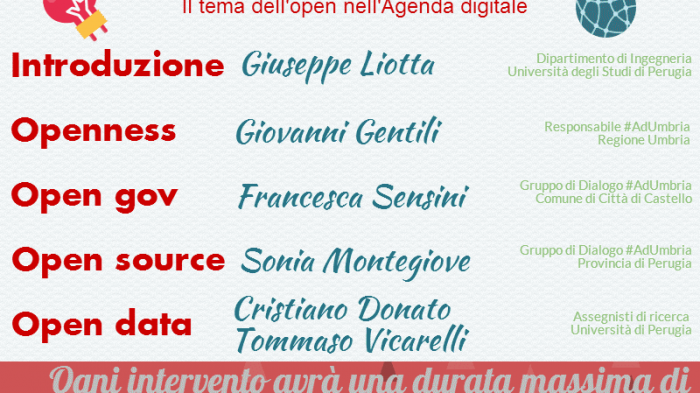 Il tema dell'open nell'Agenda digitale
Introduzione Giuseppe Liotta
Dipartimento di Ingegneria
Università degli Studi di Perugia
Openness Giovanni Gentili
Responsabile #AdUmbria
Regione Umbria
Open gov Francesca Sensini
Gruppo di Dialogo #AdUmbria
Comune di Città di Castello
Open source Sonia Montegiove
Gruppo di Dialogo #AdUmbria
Provincia di Perugia
Open data Cristiano Donato
Tommaso Vicarelli
Assegnisti di ricerca
Università di Perugia
Ogni intervento avrà una durata massima di